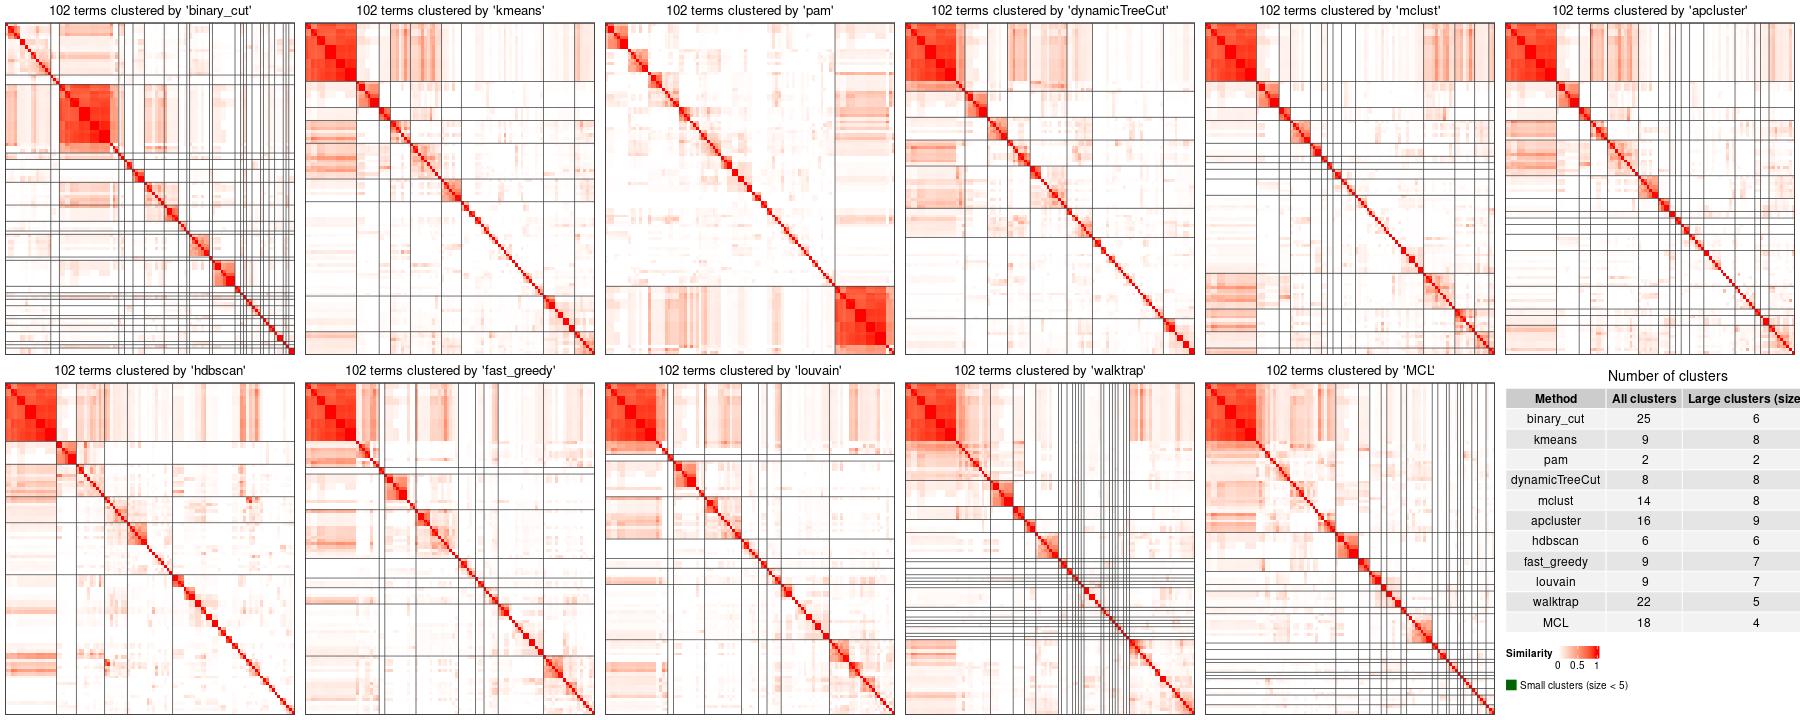 102 terms clustered by 'binary_cut'
102 terms clustered by 'kmeans'
102 terms clustered by 'pam'
102 terms clustered by 'dynamicTreeCut'
102 terms clustered by 'mclust'
102 terms clustered by 'apcluster'
102 terms clustered by 'hdbscan'
102 terms clustered by 'fast_greedy'
102 terms clustered by 'louvain'
102 terms clustered by 'walktrap'
102 terms clustered by 'MCL'
Number of clusters
Method All clusters Large clusters (size
binary_cut 25 6
kmeans 9 8
pam 2 2
dynamicTreeCut 8 8
mclust 14 8
apcluster 16 9
hdbscan 6 6
fast_greedy 9 7
louvain 9 7
walktrap 22 5
MCL 18 4
Similarity
0 0.5 1
Small clusters (size < 5)